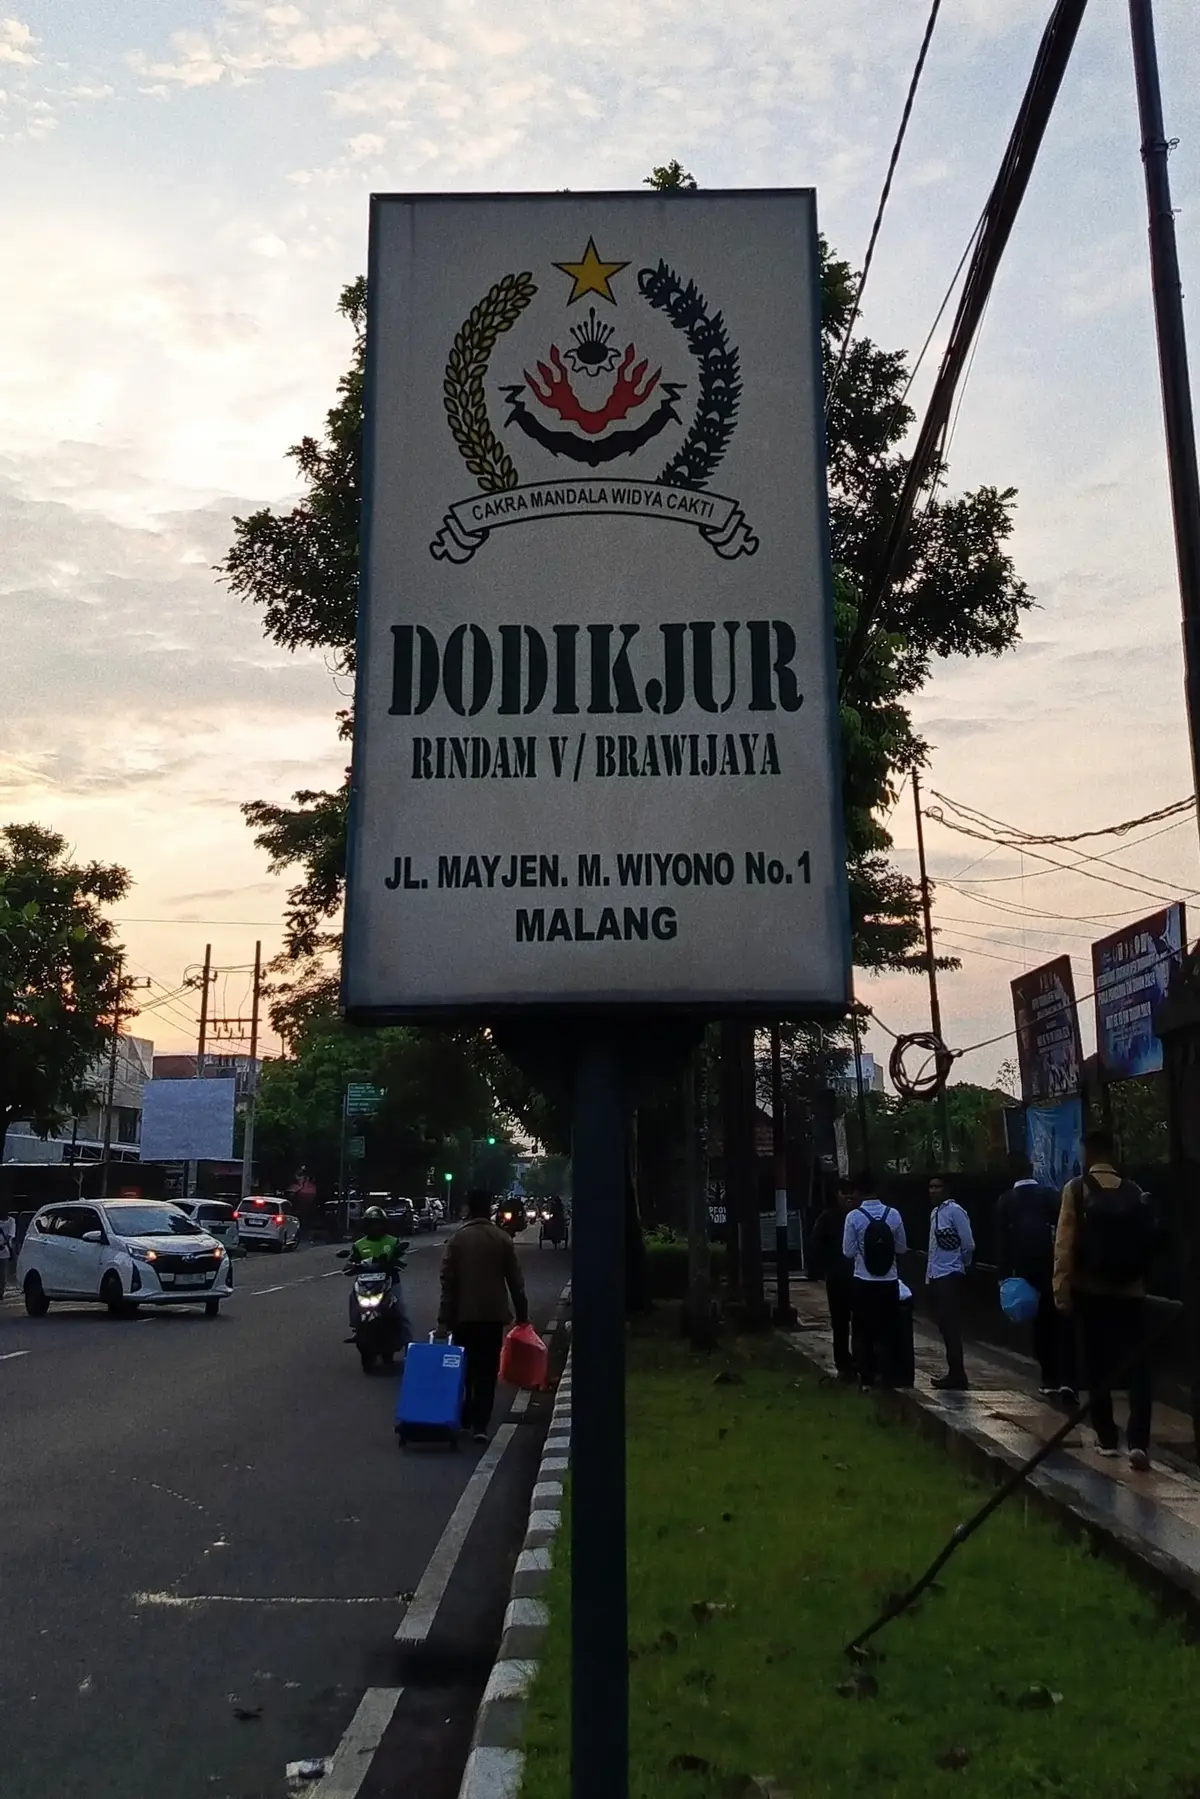 CAKRA MANDALA WIDYA CAKTI
DODIKJUR
RINDAM V/BRAWIJAYA
JL. MAYJEN. M. WIYONO No.1
MALANG